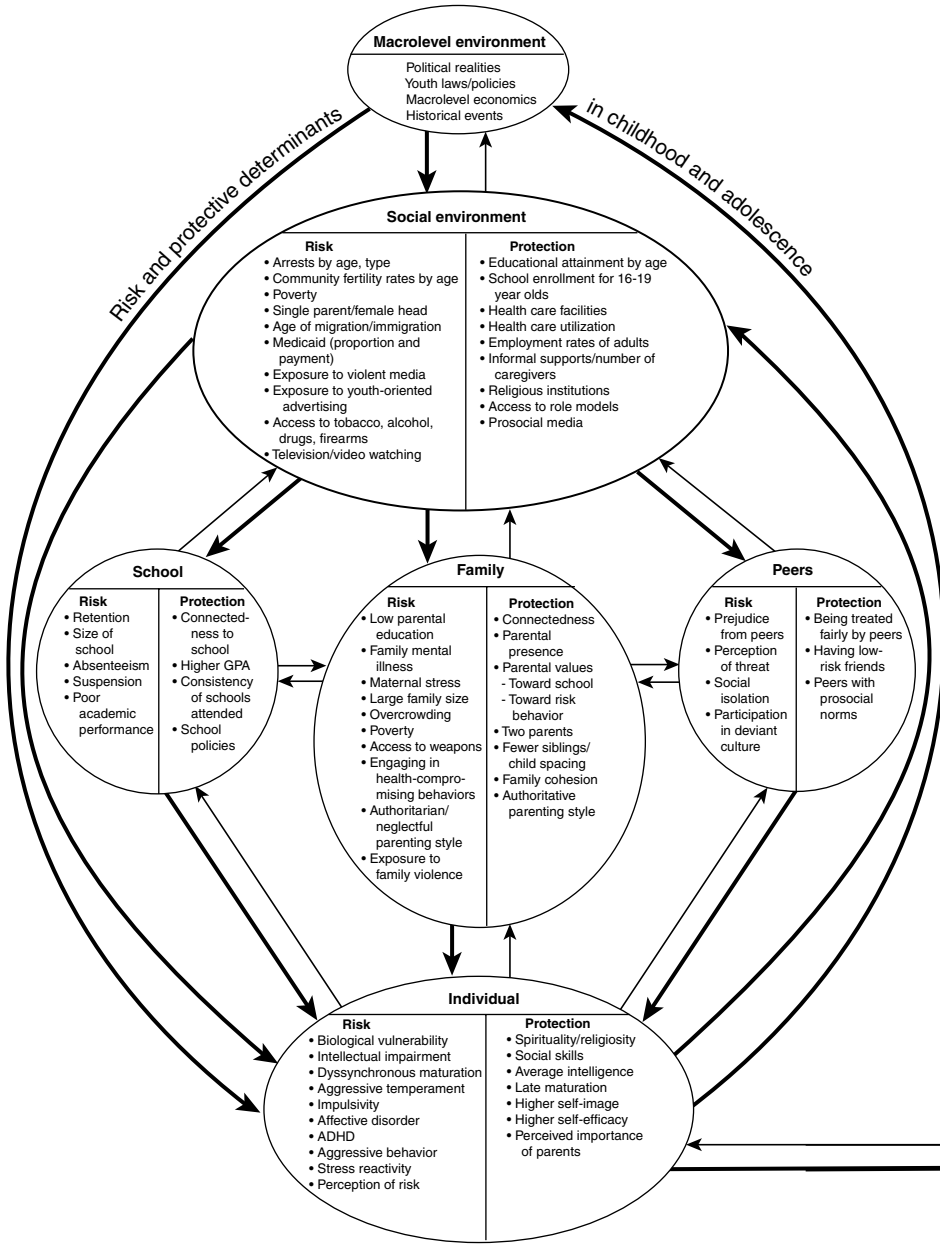 Macrolevel environment
Political realities
Youth laws/policies
Macrolevel economics
Historical events
Risk and protective determinants
in childhood and adolescence
Social environment
Risk
• Arrests by age, type
• Community fertility rates by age
• Poverty
• Single parent/female head
• Age of migration/immigration
• Medicaid (proportion and
payment)
• Exposure to violent media
• Exposure to youth-oriented
advertising
• Access to tobacco, alcohol,
drugs, firearms
• Television/video watching
Protection
• Educational attainment by age
• School enrollment for 16-19
year olds
• Health care facilities
• Health care utilization
• Employment rates of adults
• Informal supports/number of
caregivers
• Religious institutions
• Access to role models
• Prosocial media
School
Risk
• Retention
• Size of
school
• Absenteeism
• Suspension
• Poor
academic
performance
Protection
• Connected-
ness to
school
• Higher GPA
• Consistency
of schools
attended
• School
policies
Family
Risk
• Low parental
education
• Family mental
illness
• Maternal stress
• Large family size
• Overcrowding
• Poverty
• Access to weapons
• Engaging in
health-compro-
mising behaviors
• Authoritarian/
neglectful
parenting style
• Exposure to
family violence
Protection
• Connectedness
• Parental
presence
• Parental values
- Toward school
- Toward risk
behavior
• Two parents
• Fewer siblings/
child spacing
• Family cohesion
• Authoritative
parenting style
Peers
Risk
• Prejudice
from peers
• Perception
of threat
• Social
isolation
• Participation
in deviant
culture
Protection
• Being treated
fairly by peers
• Having low-
risk friends
• Peers with
prosocial
norms
Individual
Risk
• Biological vulnerability
• Intellectual impairment
• Dyssynchronous maturation
• Aggressive temperament
• Impulsivity
• Affective disorder
• ADHD
• Aggressive behavior
• Stress reactivity
• Perception of risk
Protection
• Spirituality/religiosity
• Social skills
• Average intelligence
• Late maturation
• Higher self-image
• Higher self-efficacy
• Perceived importance
of parents